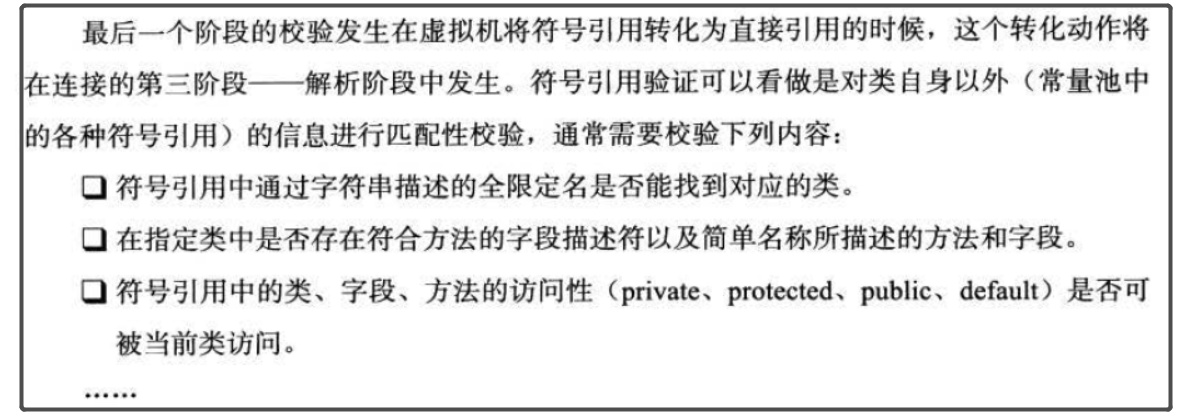 最后一个阶段的校验发生在虚拟机将符号引用转化为直接引用的时候，这个转化动作将
在连接的第三阶段——解析阶段中发生。符号引用验证可以看做是对类自身以外（常量池中
的各种符号引用）的信息进行匹配性校验，通常需要校验下列内容：
❑ 符号引用中通过字符串描述的全限定名是否能找到对应的类。
❑ 在指定类中是否存在符合方法的字段描述符以及简单名称所描述的方法和字段。
❑ 符号引用中的类、字段、方法的访问性（private、protected、public、default）是否可
被当前类访问。
……